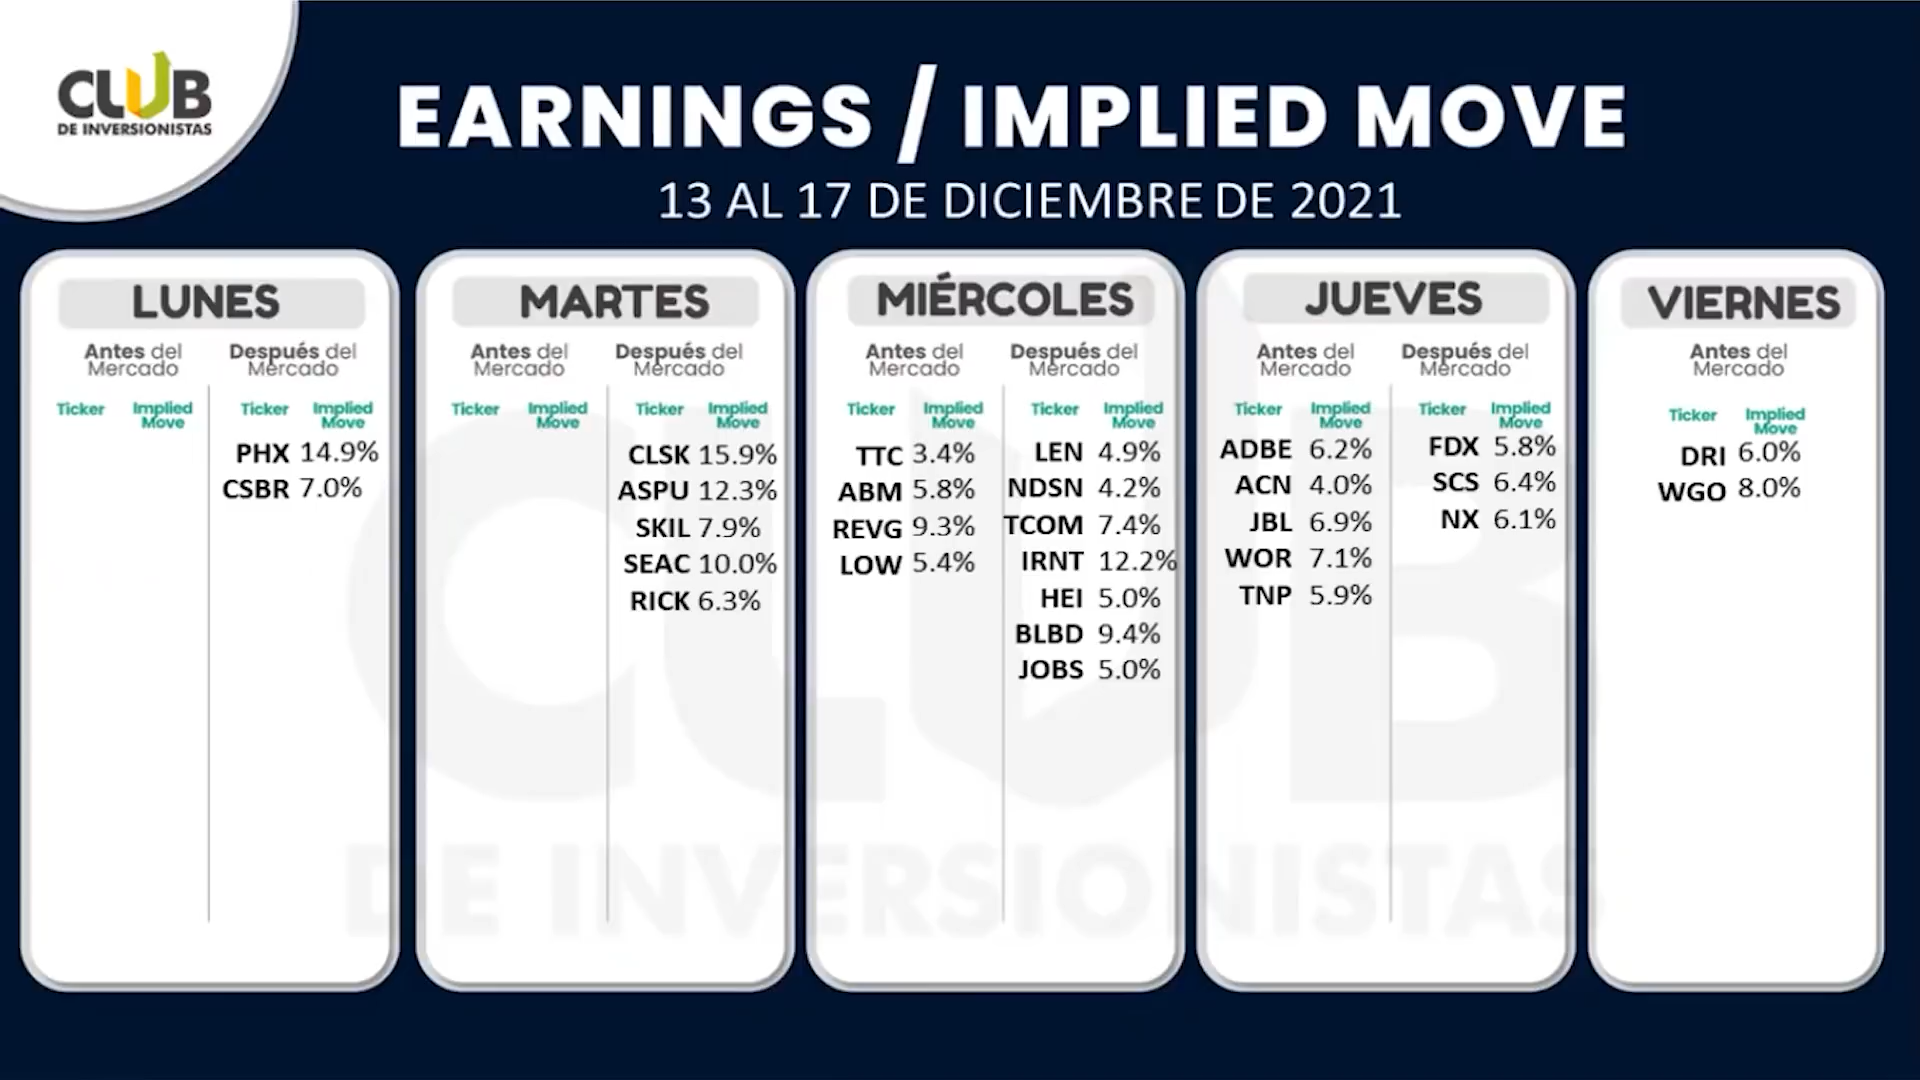 CLUB
DE INVERSIONISTAS
EARNINGS / IMPLIED MOVE
13 AL 17 DE DICIEMBRE DE 2021
LUNES
Antes del
Mercado
Después del
Mercado
Ticker Implied
Move
Ticker Implied
Move
PHX 14.9%
CSBR 7.0%
MARTES
Antes del
Mercado
Después del
Mercado
Ticker Implied
Move
Ticker Implied
Move
CLSK 15.9%
ASPU 12.3%
SKIL 7.9%
SEAC 10.0%
RICK 6.3%
MIÉRCOLES
Antes del
Mercado
Ticker Implied
Move
TTC 3.4%
ABM 5.8%
REVG 9.3%
LOW 5.4%
Después del
Mercado
Ticker Implied
Move
LEN 4.9%
NDSN 4.2%
TCOM 7.4%
IRNT 12.2%
HEI 5.0%
BLBD 9.4%
JOBS 5.0%
JUEVES
Antes del
Mercado
Ticker Implied
Move
ADBE 6.2%
ACN 4.0%
JBL 6.9%
WOR 7.1%
TNP 5.9%
Después del
Mercado
Ticker Implied
Move
FDX 5.8%
SCS 6.4%
NX 6.1%
VIERNES
Antes del
Mercado
Ticker Implied
Move
DRI 6.0%
WGO 8.0%
CLUB
DE INVERSIONISTAS